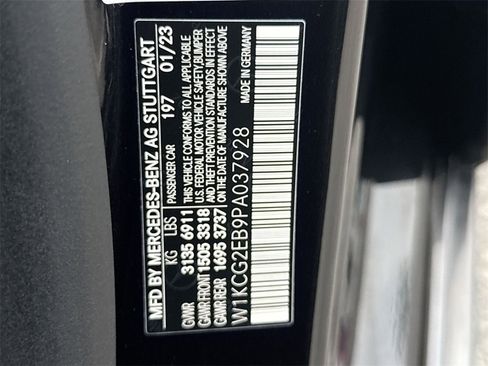 MFD BY MERCEDES-BENZ AG STUTTGART
PASSENGER CAR 197 01/23
KG LBS THIS VEHICLE CONFORMS TO ALL APPLICABLE
GVWR 3135 6911 U.S. FEDERAL MOTOR VEHICLE SAFETY, BUMPER
GAWR FRONT 1505 3318 AND THEFT PREVENTION STANDARDS IN EFFECT
GAWR REAR 1695 3737 ON THE DATE OF MANUFACTURE SHOWN ABOVE
W1KCG2EB9PA037928 MADE IN GERMANY